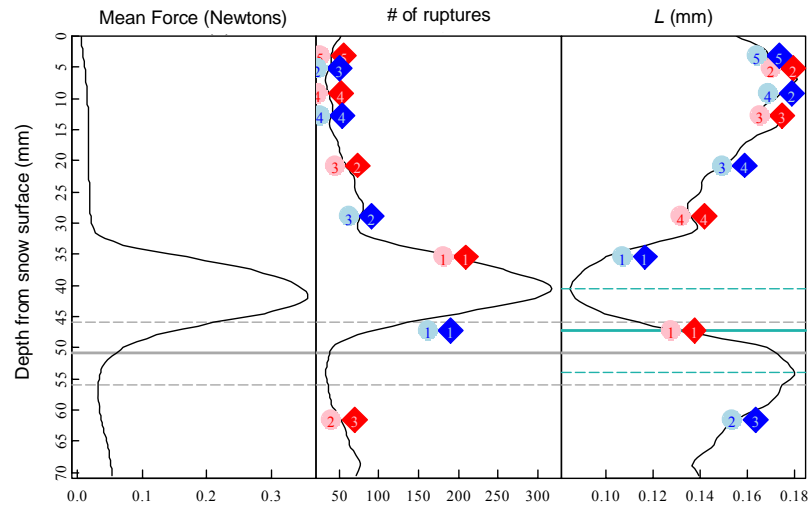 Mean Force (Newtons) # of ruptures L (mm)
Depth from snow surface (mm)
0
5
10
15
20
25
30
35
40
45
50
55
60
65
70
5 5 5 5
2 3 2 2
4 4 4 2
4 4 3 3
3 2 3 4
3 2 4 4
1 1 1 1
1 1 1 1
2 3 2 3
0.0 0.1 0.2 0.3 50 100 150 200 250 300 0.10 0.12 0.14 0.16 0.18